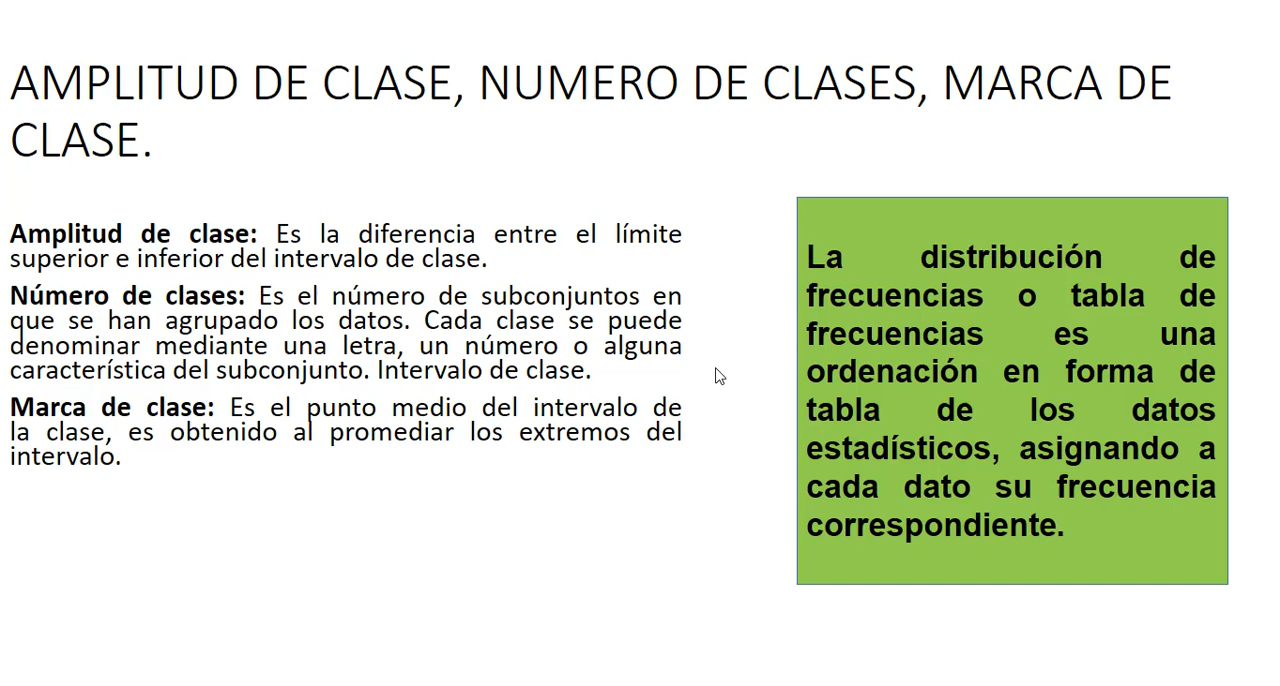 AMPLITUD DE CLASE, NUMERO DE CLASES, MARCA DE
CLASE.
Amplitud de clase: Es la diferencia entre el límite
superior e inferior del intervalo de clase.
Número de clases: Es el número de subconjuntos en
que se han agrupado los datos. Cada clase se puede
denominar mediante una letra, un número o alguna
característica del subconjunto. Intervalo de clase.
Marca de clase: Es el punto medio del intervalo de
la clase, es obtenido al promediar los extremos del
intervalo.
La distribución de
frecuencias o tabla de
frecuencias es una
ordenación en forma de
tabla de los datos
estadísticos, asignando a
cada dato su frecuencia
correspondiente.